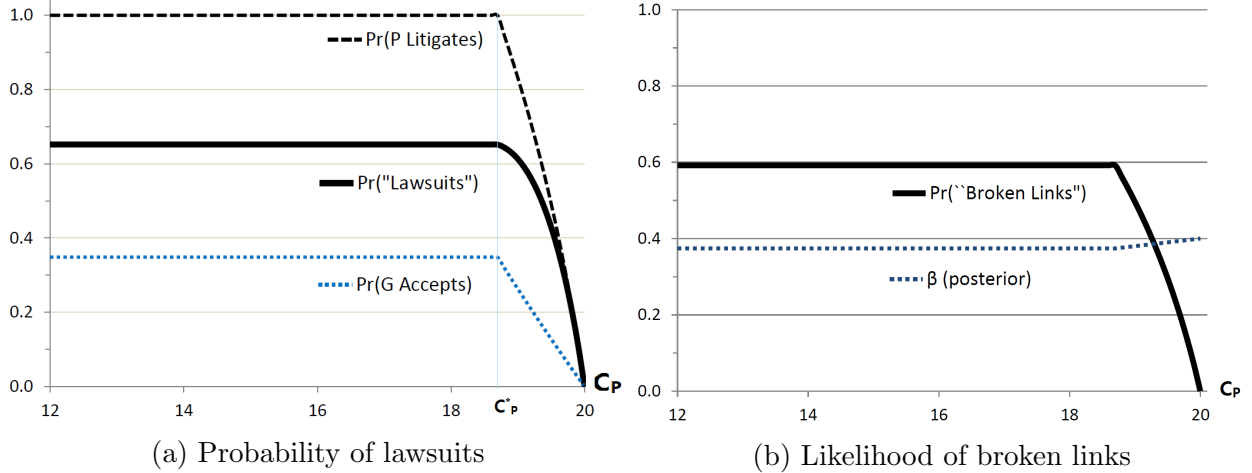 1.0
0.8
0.6
0.4
0.2
0.0
Pr(P Litigates)
Pr("Lawsuits")
Pr(G Accepts)
12
14
16
18
C*P
20
CP
(a) Probability of lawsuits
1.0
0.8
0.6
0.4
0.2
0.0
Pr(``Broken Links")
β (posterior)
12
14
16
18
20
CP
(b) Likelihood of broken links